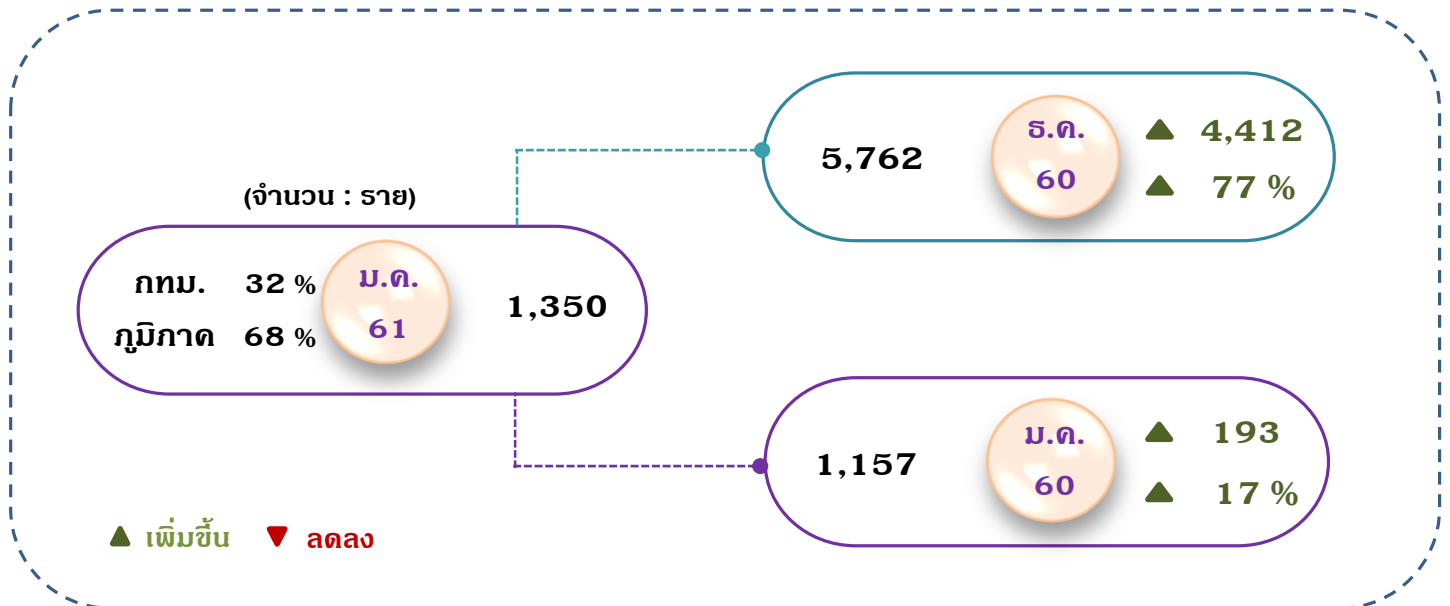 (จำนวน : ราย)
กทม. 32 %
ภูมิภาค 68 %
ม.ค.
61
1,350
5,762
ธ.ค.
60
▲ 4,412
▲ 77 %
1,157
ม.ค.
60
▲ 193
▲ 17 %
▲ เพิ่มขึ้น ▼ ลดลง